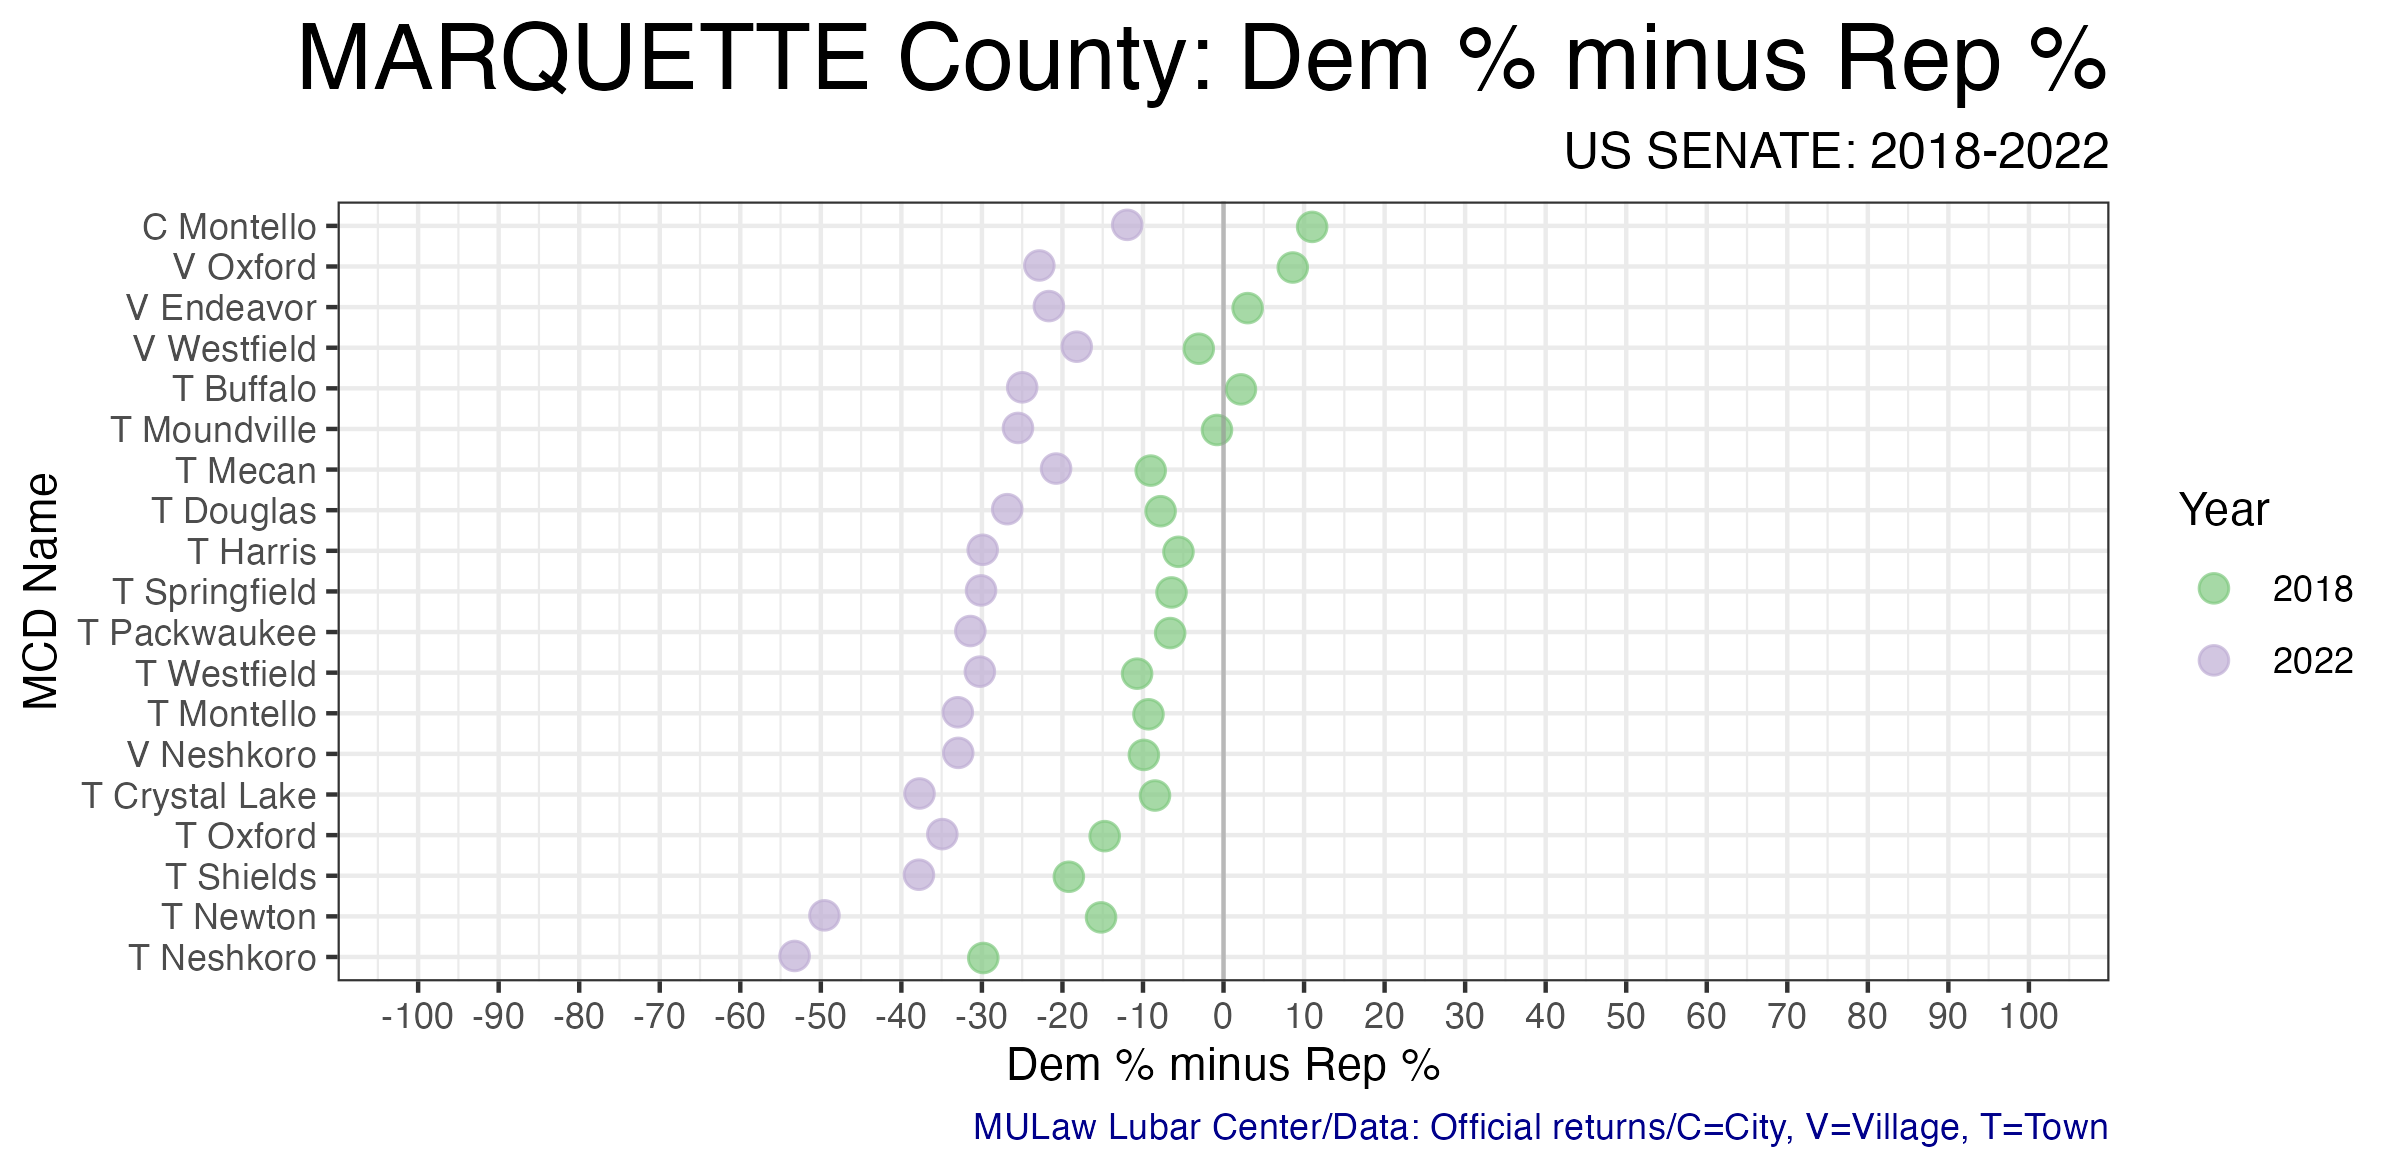 MARQUETTE County: Dem % minus Rep %
US SENATE: 2018-2022
MCD Name
C Montello
V Oxford
V Endeavor
V Westfield
T Buffalo
T Moundville
T Mecan
T Douglas
T Harris
T Springfield
T Packwaukee
T Westfield
T Montello
V Neshkoro
T Crystal Lake
T Oxford
T Shields
T Newton
T Neshkoro
-100 -90 -80 -70 -60 -50 -40 -30 -20 -10 0 10 20 30 40 50 60 70 80 90 100
Dem % minus Rep %
Year
2018
2022
MULaw Lubar Center/Data: Official returns/C=City, V=Village, T=Town